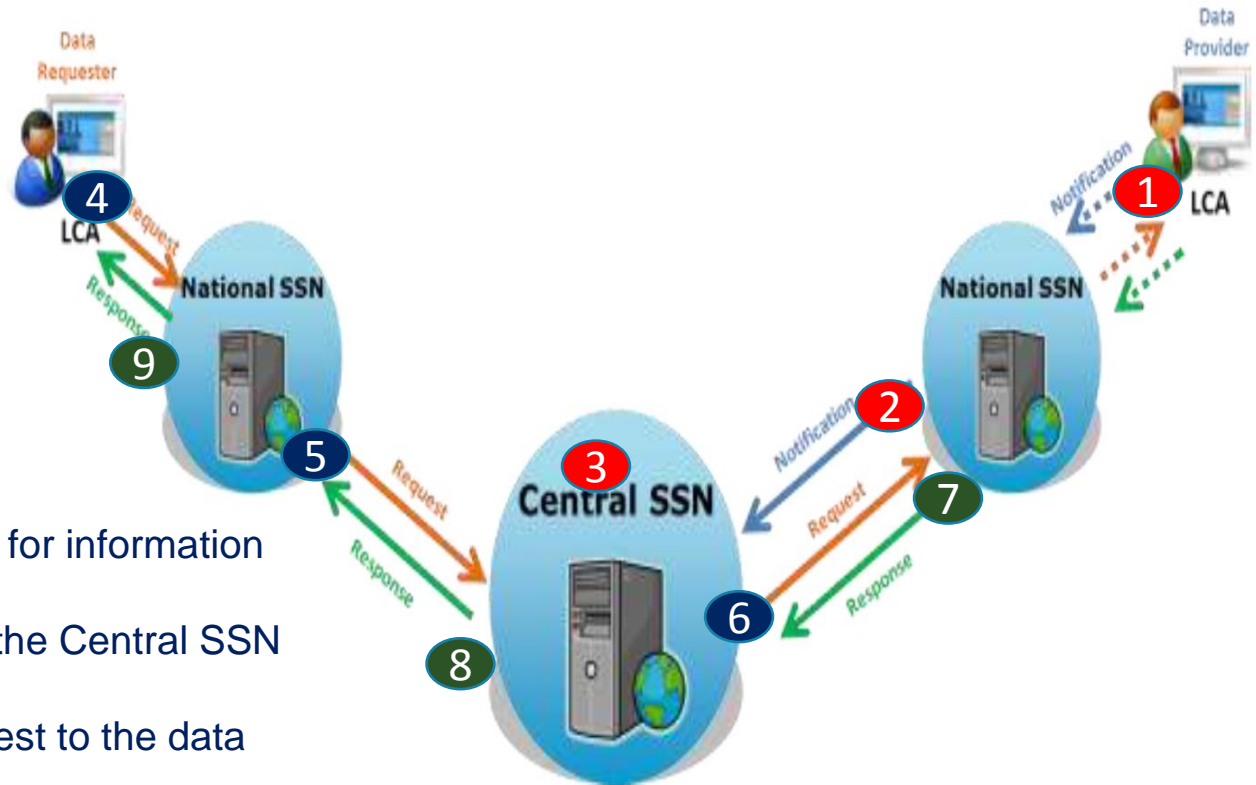 Data
Requester
Data
Provider
4
Request
LCA
Response
9
National SSN
5
Request
Response
8
3
Central SSN
6
Notification
1
LCA
National SSN
2
Notification
Request
7
Response
for information
the Central SSN
est to the data